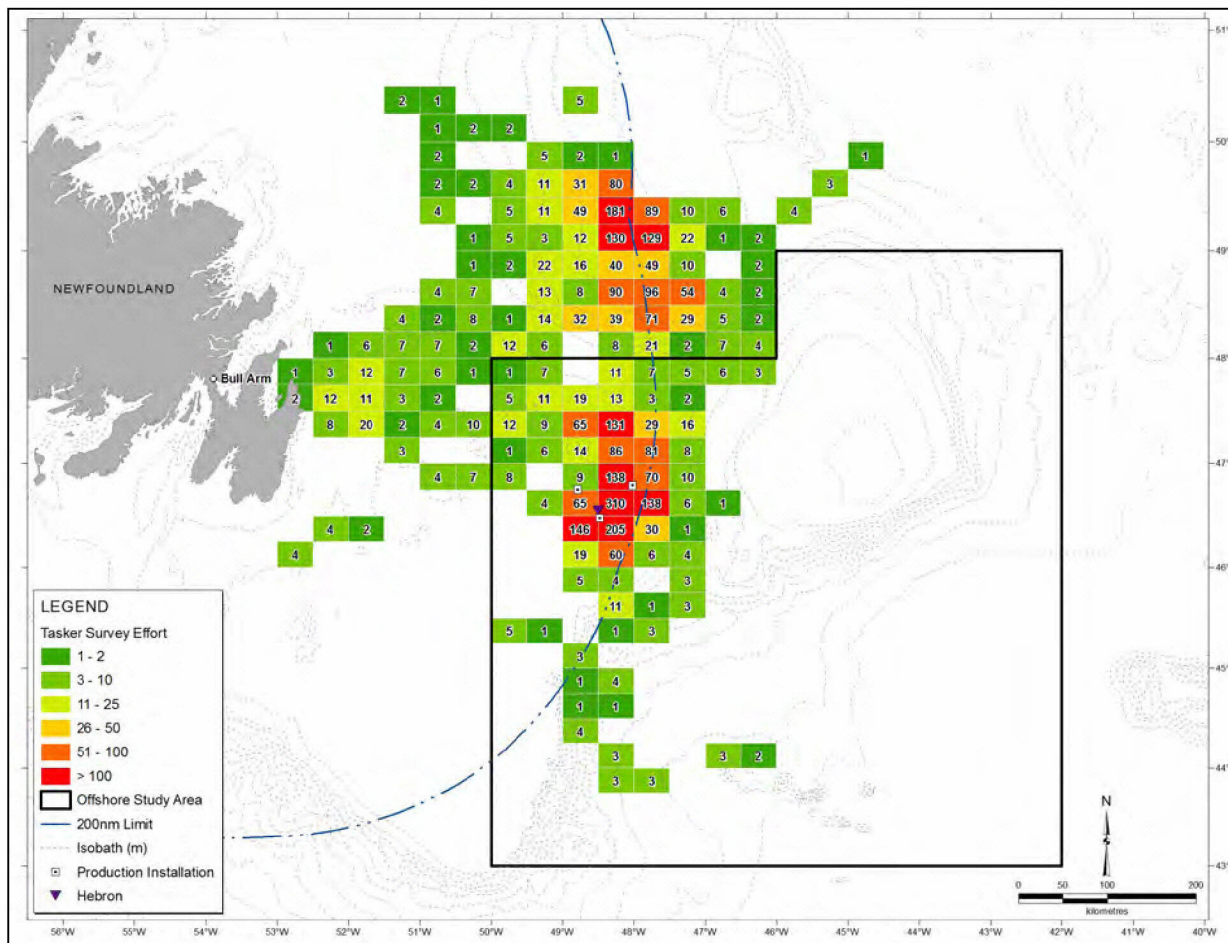 51°
2 1 5
1 2 2
50°
2 5 2 1 1
2 2 4 11 31 80 3
4 5 11 49 181 89 10 6 4
1 5 3 12 130 129 22 1 2
49°
1 2 22 16 40 49 10 2
NEWFOUNDLAND
4 7 13 8 90 96 54 4 2
4 2 8 1 14 32 39 71 29 5 2
1 6 7 7 2 12 6 8 21 2 7 4
48°
Bull Arm
1 3 12 7 6 1 1 7 11 7 5 6 3
2 12 11 3 2 5 11 19 13 3 2
8 20 2 4 10 12 9 65 131 29 16
3 1 6 14 86 81 8
47°
4 7 8 9 138 70 10
4 65 310 138 6 1
4 2 146 205 30 1
4 19 60 6 4
46°
5 4 3
11 1 3
5 1 1 3
3
45°
1 4
1 1
4
3 3 2
44°
3 3
43°
LEGEND
Tasker Survey Effort
1 - 2
3 - 10
11 - 25
26 - 50
51 - 100
> 100
Offshore Study Area
200nm Limit
Isobath (m)
Production Installation
Hebron
N
0 50 100 200
kilometres
56°W 55°W 54°W 53°W 52°W 51°W 50°W 49°W 48°W 47°W 46°W 45°W 44°W 43°W 42°W 41°W 40°W